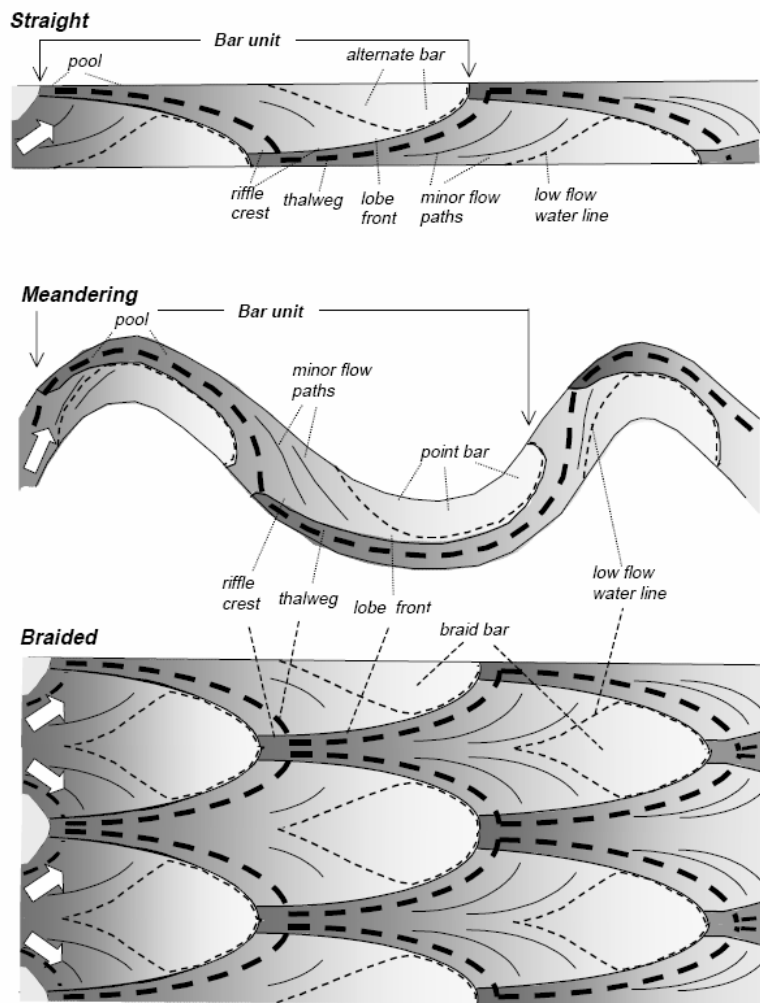 Straight
Bar unit
pool
alternate bar
riffle
crest
thalweg
lobe
front
minor flow
paths
low flow
water line
Meandering
Bar unit
pool
minor flow
paths
point bar
riffle
crest
thalweg
lobe front
low flow
water line
Braided
braid bar